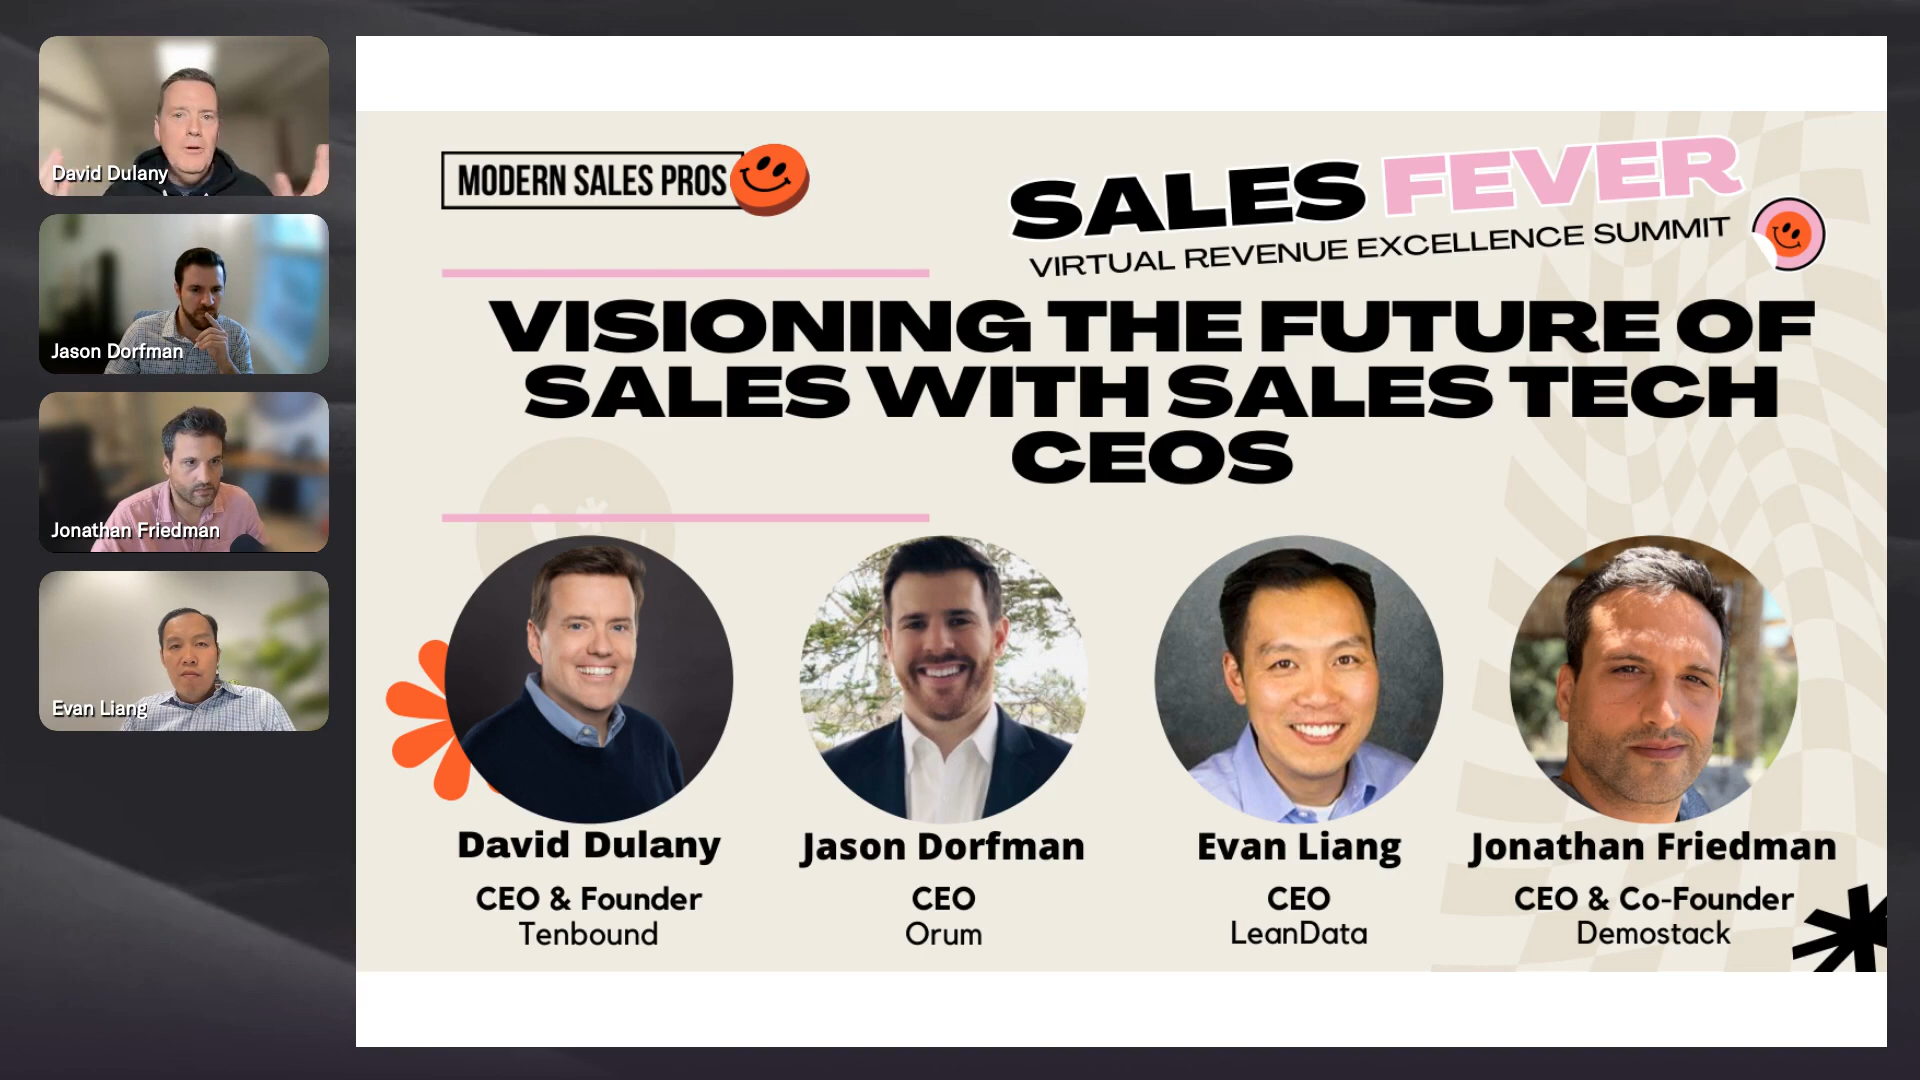 David Dulany
Jason Dorfman
Jonathan Friedman
Evan Liang
MODERN SALES PROS
SALES FEVER
VIRTUAL REVENUE EXCELLENCE SUMMIT
VISIONING THE FUTURE OF
SALES WITH SALES TECH
CEOS
David Dulany
CEO & Founder
Tenbound
Jason Dorfman
CEO
Orum
Evan Liang
CEO
LeanData
Jonathan Friedman
CEO & Co-Founder
Demostack